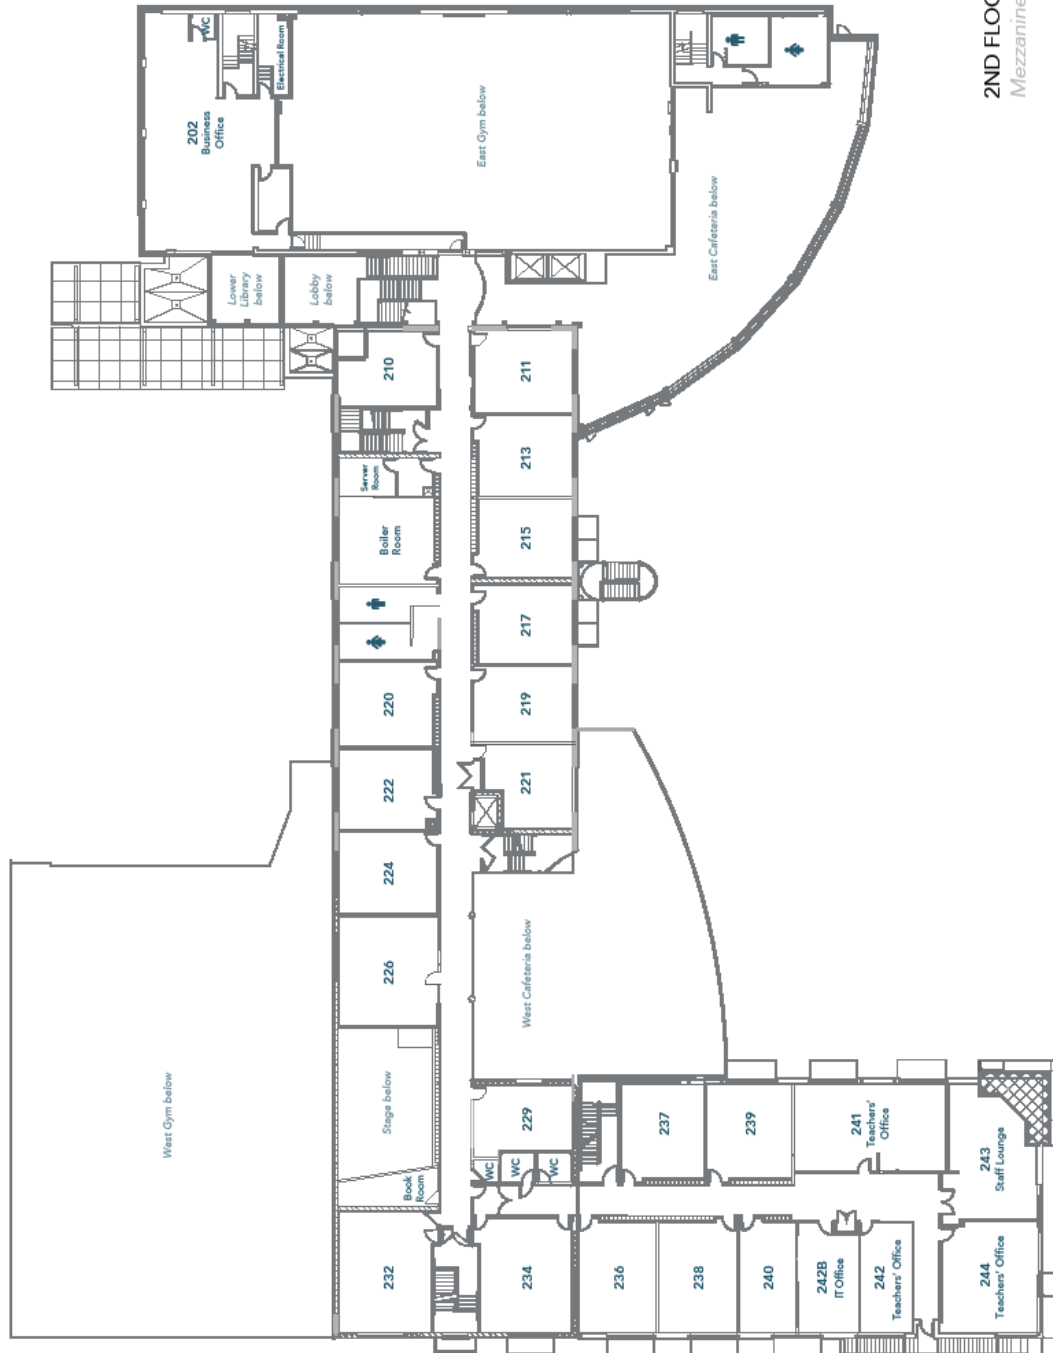 2ND FLOO
Mezzanine
WC
Electrical Room
202
Business
Office
East Gym below
East Cafeteria below
Lower
Library
below
Lobby
below
210
211
213
Server
Room
215
Boiler
Room
217
219
220
221
222
224
226
West Cafeteria below
West Gym below
Stage below
Book
Room
229
WC
WC
WC
232
234
236
237
238
239
240
241
Teachers'
Office
242B
IT Office
242
Teachers' Office
243
Staff Lounge
244
Teachers' Office